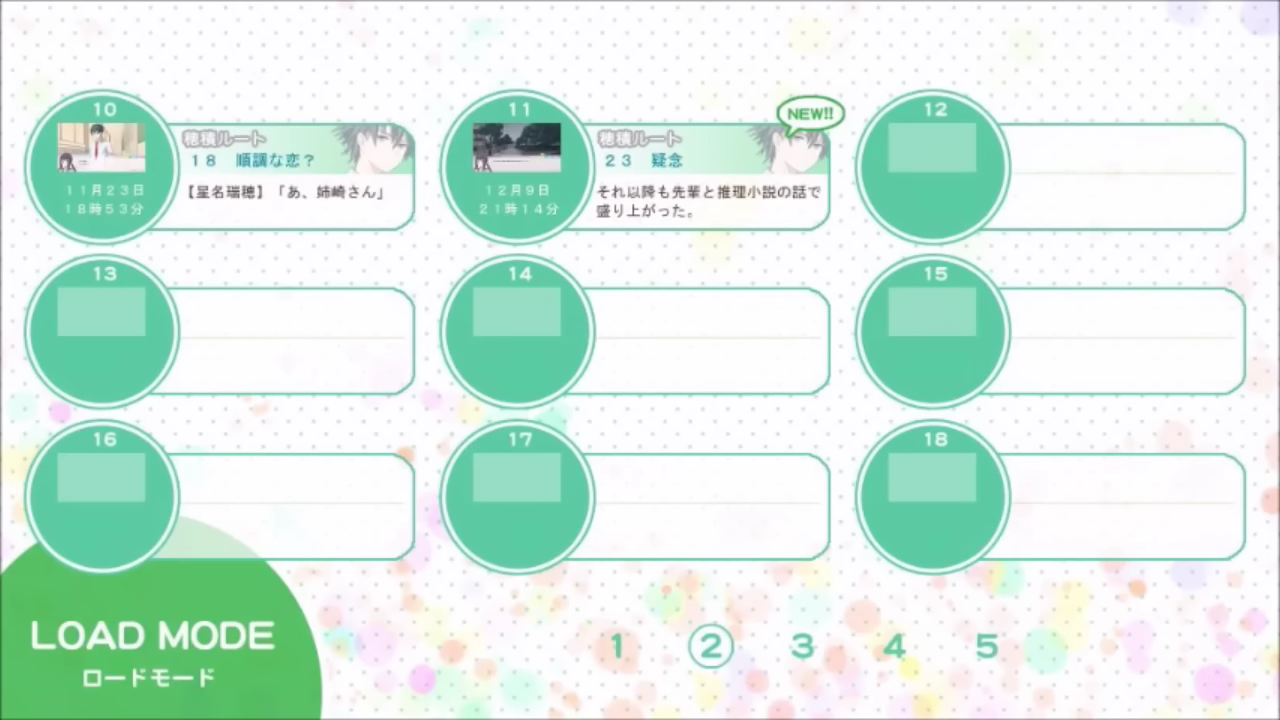 10
穂積ルート
１８　順調な恋？
１１月２３日
１８時５３分
【星名瑞穂】「あ、姉崎さん」
11
NEW!!
穂積ルート
２３　疑念
１２月９日
２１時１４分
それ以降も先輩と推理小説の話で
盛り上がった。
12
13
14
15
16
17
18
LOAD MODE
ロードモード
1 2 3 4 5